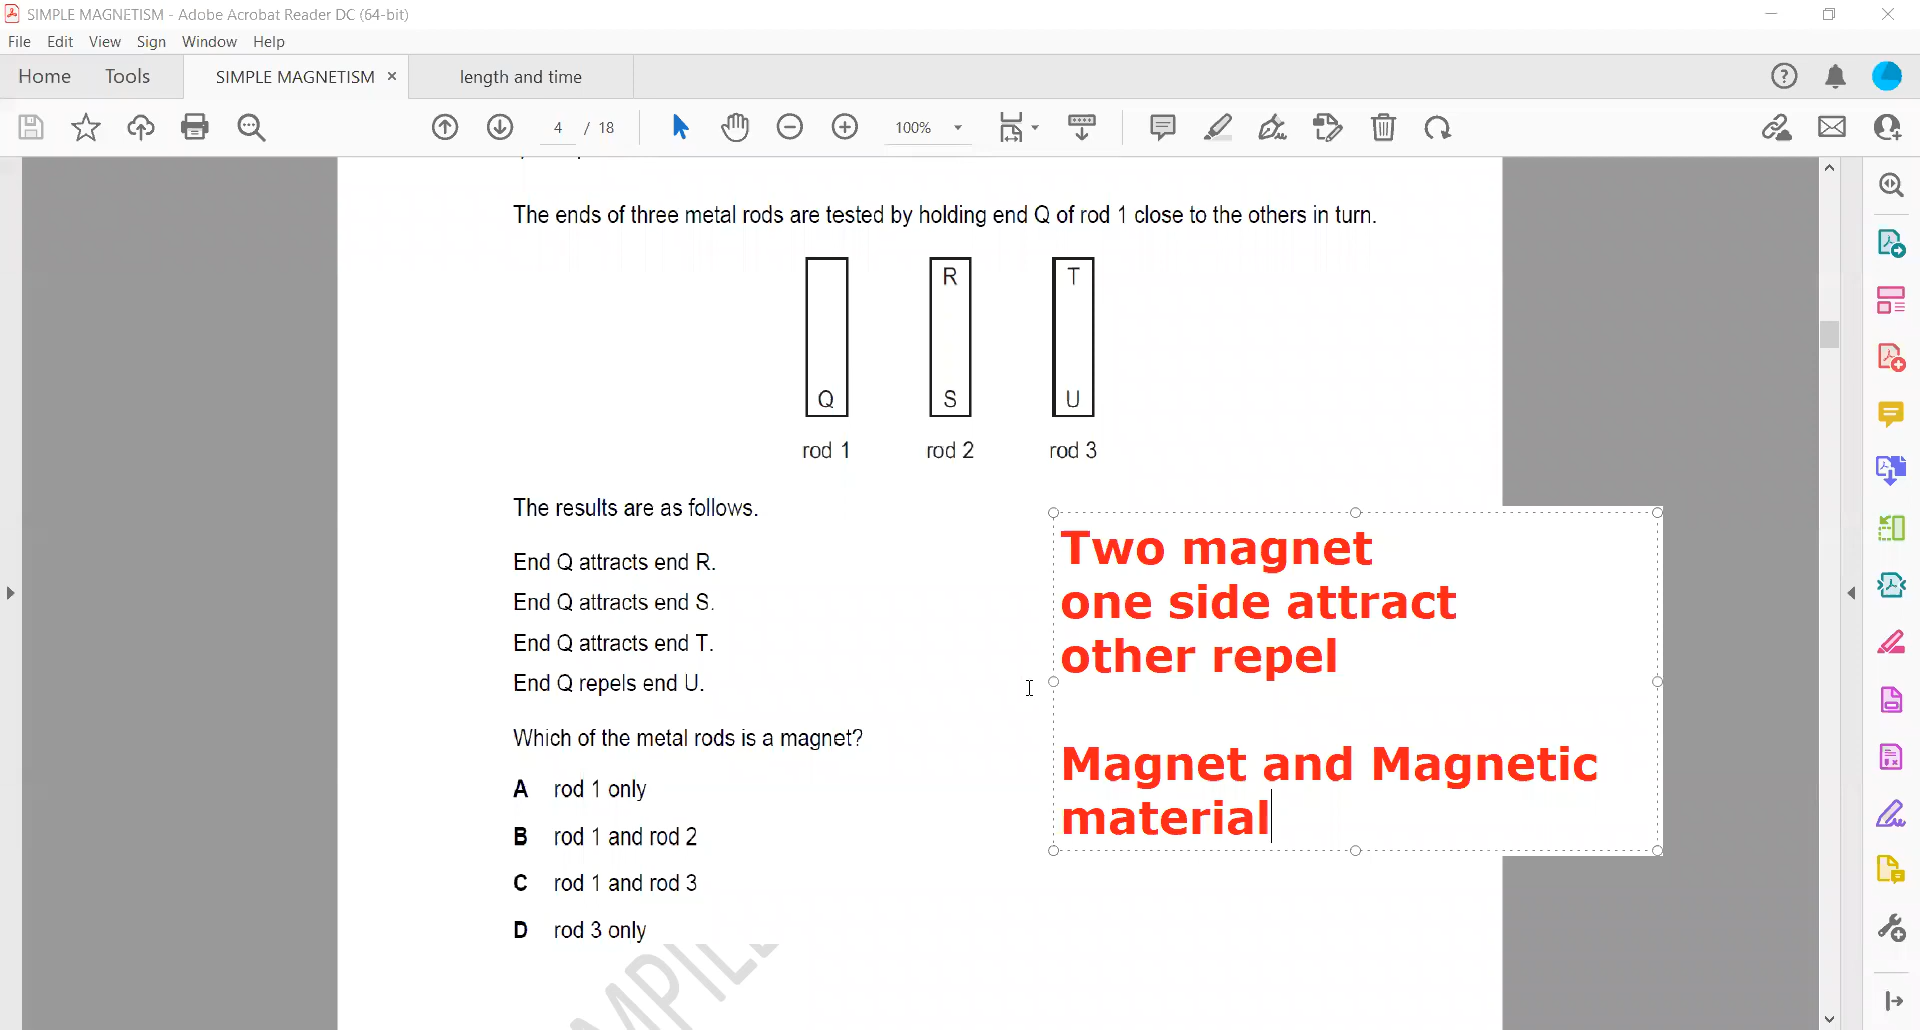 SIMPLE MAGNETISM - Adobe Acrobat Reader DC (64-bit)
File Edit View Sign Window Help
Home Tools SIMPLE MAGNETISM × length and time
4 / 18 100%
The ends of three metal rods are tested by holding end Q of rod 1 close to the others in turn.
R T
Q S U
rod 1 rod 2 rod 3
The results are as follows.
End Q attracts end R.
End Q attracts end S.
End Q attracts end T.
End Q repels end U.
Which of the metal rods is a magnet?
A rod 1 only
B rod 1 and rod 2
C rod 1 and rod 3
D rod 3 only
Two magnet
one side attract
other repel
Magnet and Magnetic
material